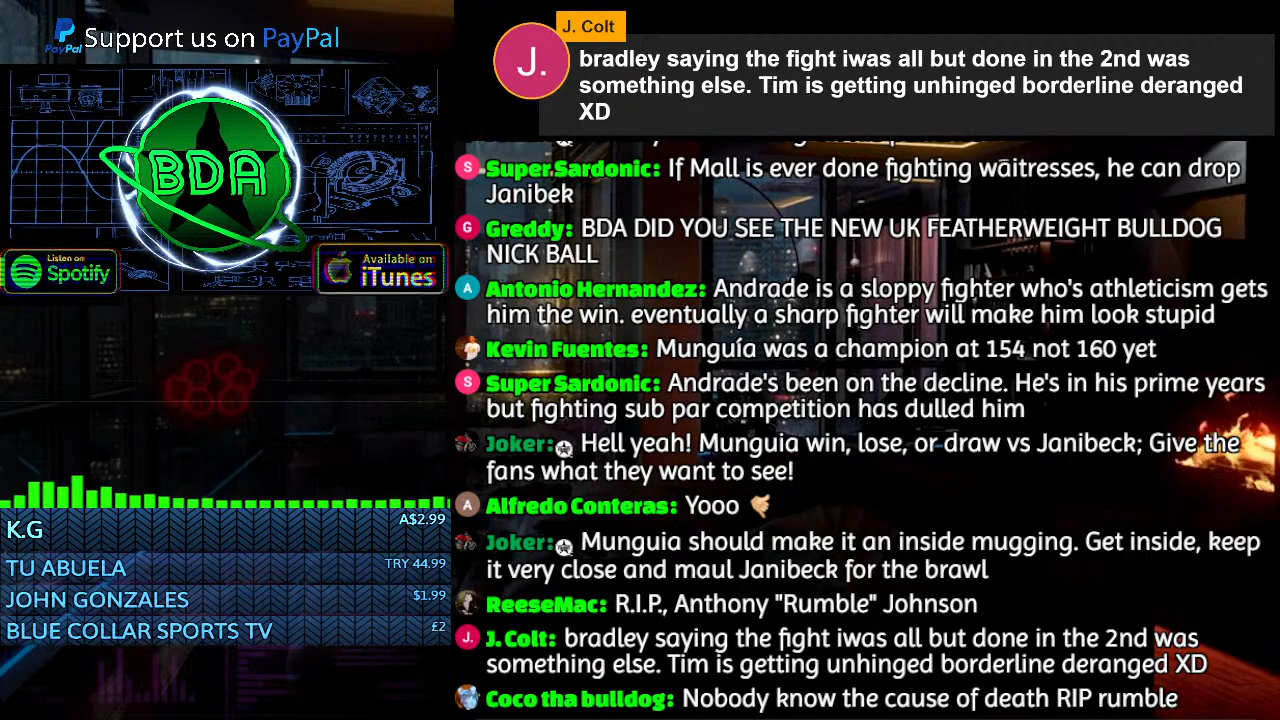 PayPal Support us on PayPal
BDA
Listen on
Spotify
Available on
iTunes
K.G A$2.99
TU ABUELA TRY 44.99
JOHN GONZALES $1.99
BLUE COLLAR SPORTS TV £2
J. Colt
J.
bradley saying the fight iwas all but done in the 2nd was
something else. Tim is getting unhinged borderline deranged
XD
S Super Sardonic: If Mall is ever done fighting waitresses, he can drop
Janibek
G Greddy: BDA DID YOU SEE THE NEW UK FEATHERWEIGHT BULLDOG
NICK BALL
A Antonio Hernandez: Andrade is a sloppy fighter who's athleticism gets
him the win. eventually a sharp fighter will make him look stupid
Kevin Fuentes: Munguía was a champion at 154 not 160 yet
S Super Sardonic: Andrade's been on the decline. He's in his prime years
but fighting sub par competition has dulled him
Joker: Hell yeah! Munguia win, lose, or draw vs Janibeck; Give the
fans what they want to see!
A Alfredo Conteras: Yooo 🤙🏼
Joker: Munguia should make it an inside mugging. Get inside, keep
it very close and maul Janibeck for the brawl
ReeseMac: R.I.P., Anthony "Rumble" Johnson
J. J. Colt: bradley saying the fight iwas all but done in the 2nd was
something else. Tim is getting unhinged borderline deranged XD
Coco tha bulldog: Nobody know the cause of death RIP rumble